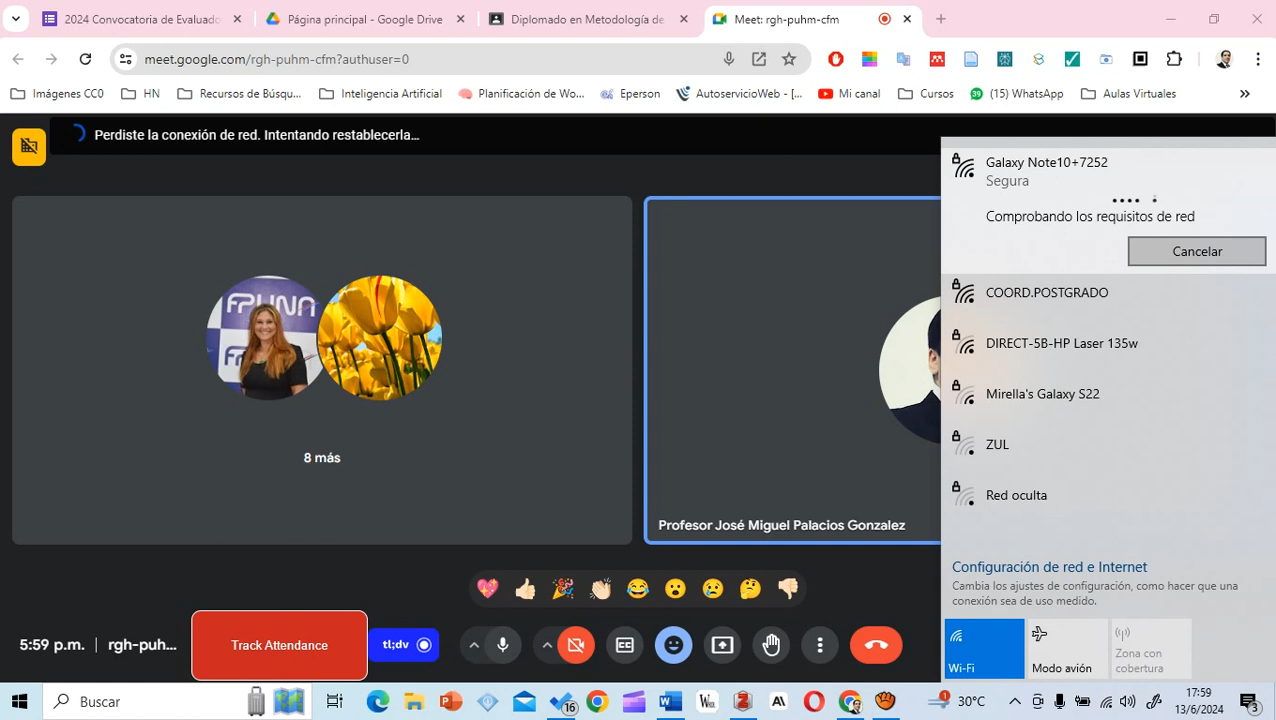 2024 Convocatoria de Evaluado
Página principal - Google Drive
Diplomado en Metodología de
Meet: rgh-puhm-cfm
meet.google.com/rgh-puhm-cfm?authuser=0
Imágenes CC0
HN
Recursos de Búsqu...
Inteligencia Artificial
Planificación de Wo...
Eperson
AutoservicioWeb - [...
Mi canal
Cursos
39
(15) WhatsApp
Aulas Virtuales
Perdiste la conexión de red. Intentando restablecerla...
Galaxy Note10+7252
Segura
Comprobando los requisitos de red
Cancelar
COORD.POSTGRADO
DIRECT-5B-HP Laser 135w
Mirella's Galaxy S22
ZUL
Red oculta
FPUNA
8 más
Profesor José Miguel Palacios Gonzalez
Configuración de red e Internet
Cambia los ajustes de configuración, como hacer que una
conexión sea de uso medido.
Wi-Fi
Modo avión
Zona con
cobertura
5:59 p.m.
rgh-puh...
Track Attendance
tl;dv
Buscar
16
1
30°C
17:59
13/6/2024
3